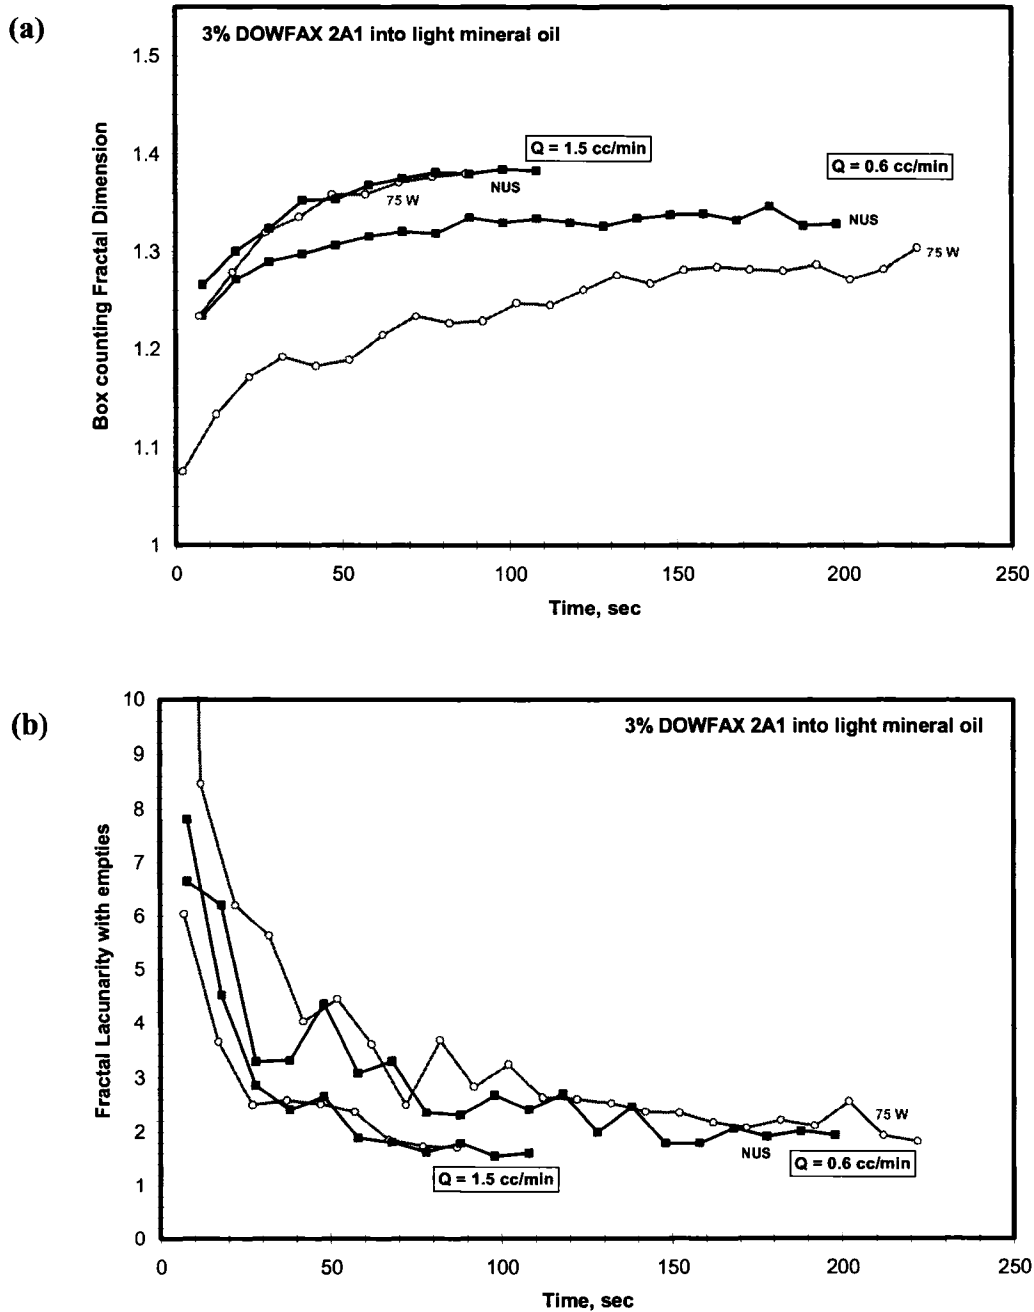 (a)
3% DOWFAX 2A1 into light mineral oil
1.5
1.4
1.3
1.2
1.1
1
Box counting Fractal Dimension
Q = 1.5 cc/min
Q = 0.6 cc/min
NUS
75 W
NUS
75 W
0 50 100 150 200 250
Time, sec
(b)
3% DOWFAX 2A1 into light mineral oil
10
9
8
7
6
5
4
3
2
1
0
Fractal Lacunarity with empties
75 W
NUS
Q = 0.6 cc/min
Q = 1.5 cc/min
0 50 100 150 200 250
Time, sec